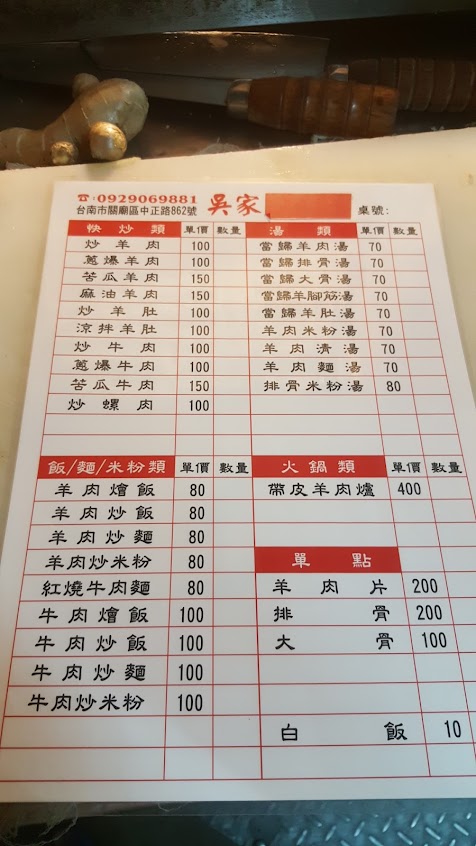 ☎:0929069881
台南市關廟區中正路862號
吳家
桌號:
快炒類 單價 數量
炒羊肉 100
蔥爆羊肉 100
苦瓜羊肉 150
麻油羊肉 150
炒羊肚 100
涼拌羊肚 100
炒牛肉 100
蔥爆牛肉 100
苦瓜牛肉 150
炒螺肉 100
湯類 單價 數量
當歸羊肉湯 70
當歸排骨湯 70
當歸大骨湯 70
當歸羊腳筋湯 70
當歸羊肚湯 70
羊肉米粉湯 70
羊肉清湯 70
羊肉麵湯 70
排骨米粉湯 80
飯/麵/米粉類 單價 數量
羊肉燴飯 80
羊肉炒飯 80
羊肉炒麵 80
羊肉炒米粉 80
紅燒牛肉麵 80
牛肉燴飯 100
牛肉炒飯 100
牛肉炒麵 100
牛肉炒米粉 100
火鍋類 單價 數量
帶皮羊肉爐 400
單點
羊肉片 200
排骨 200
大骨 100
白飯 10